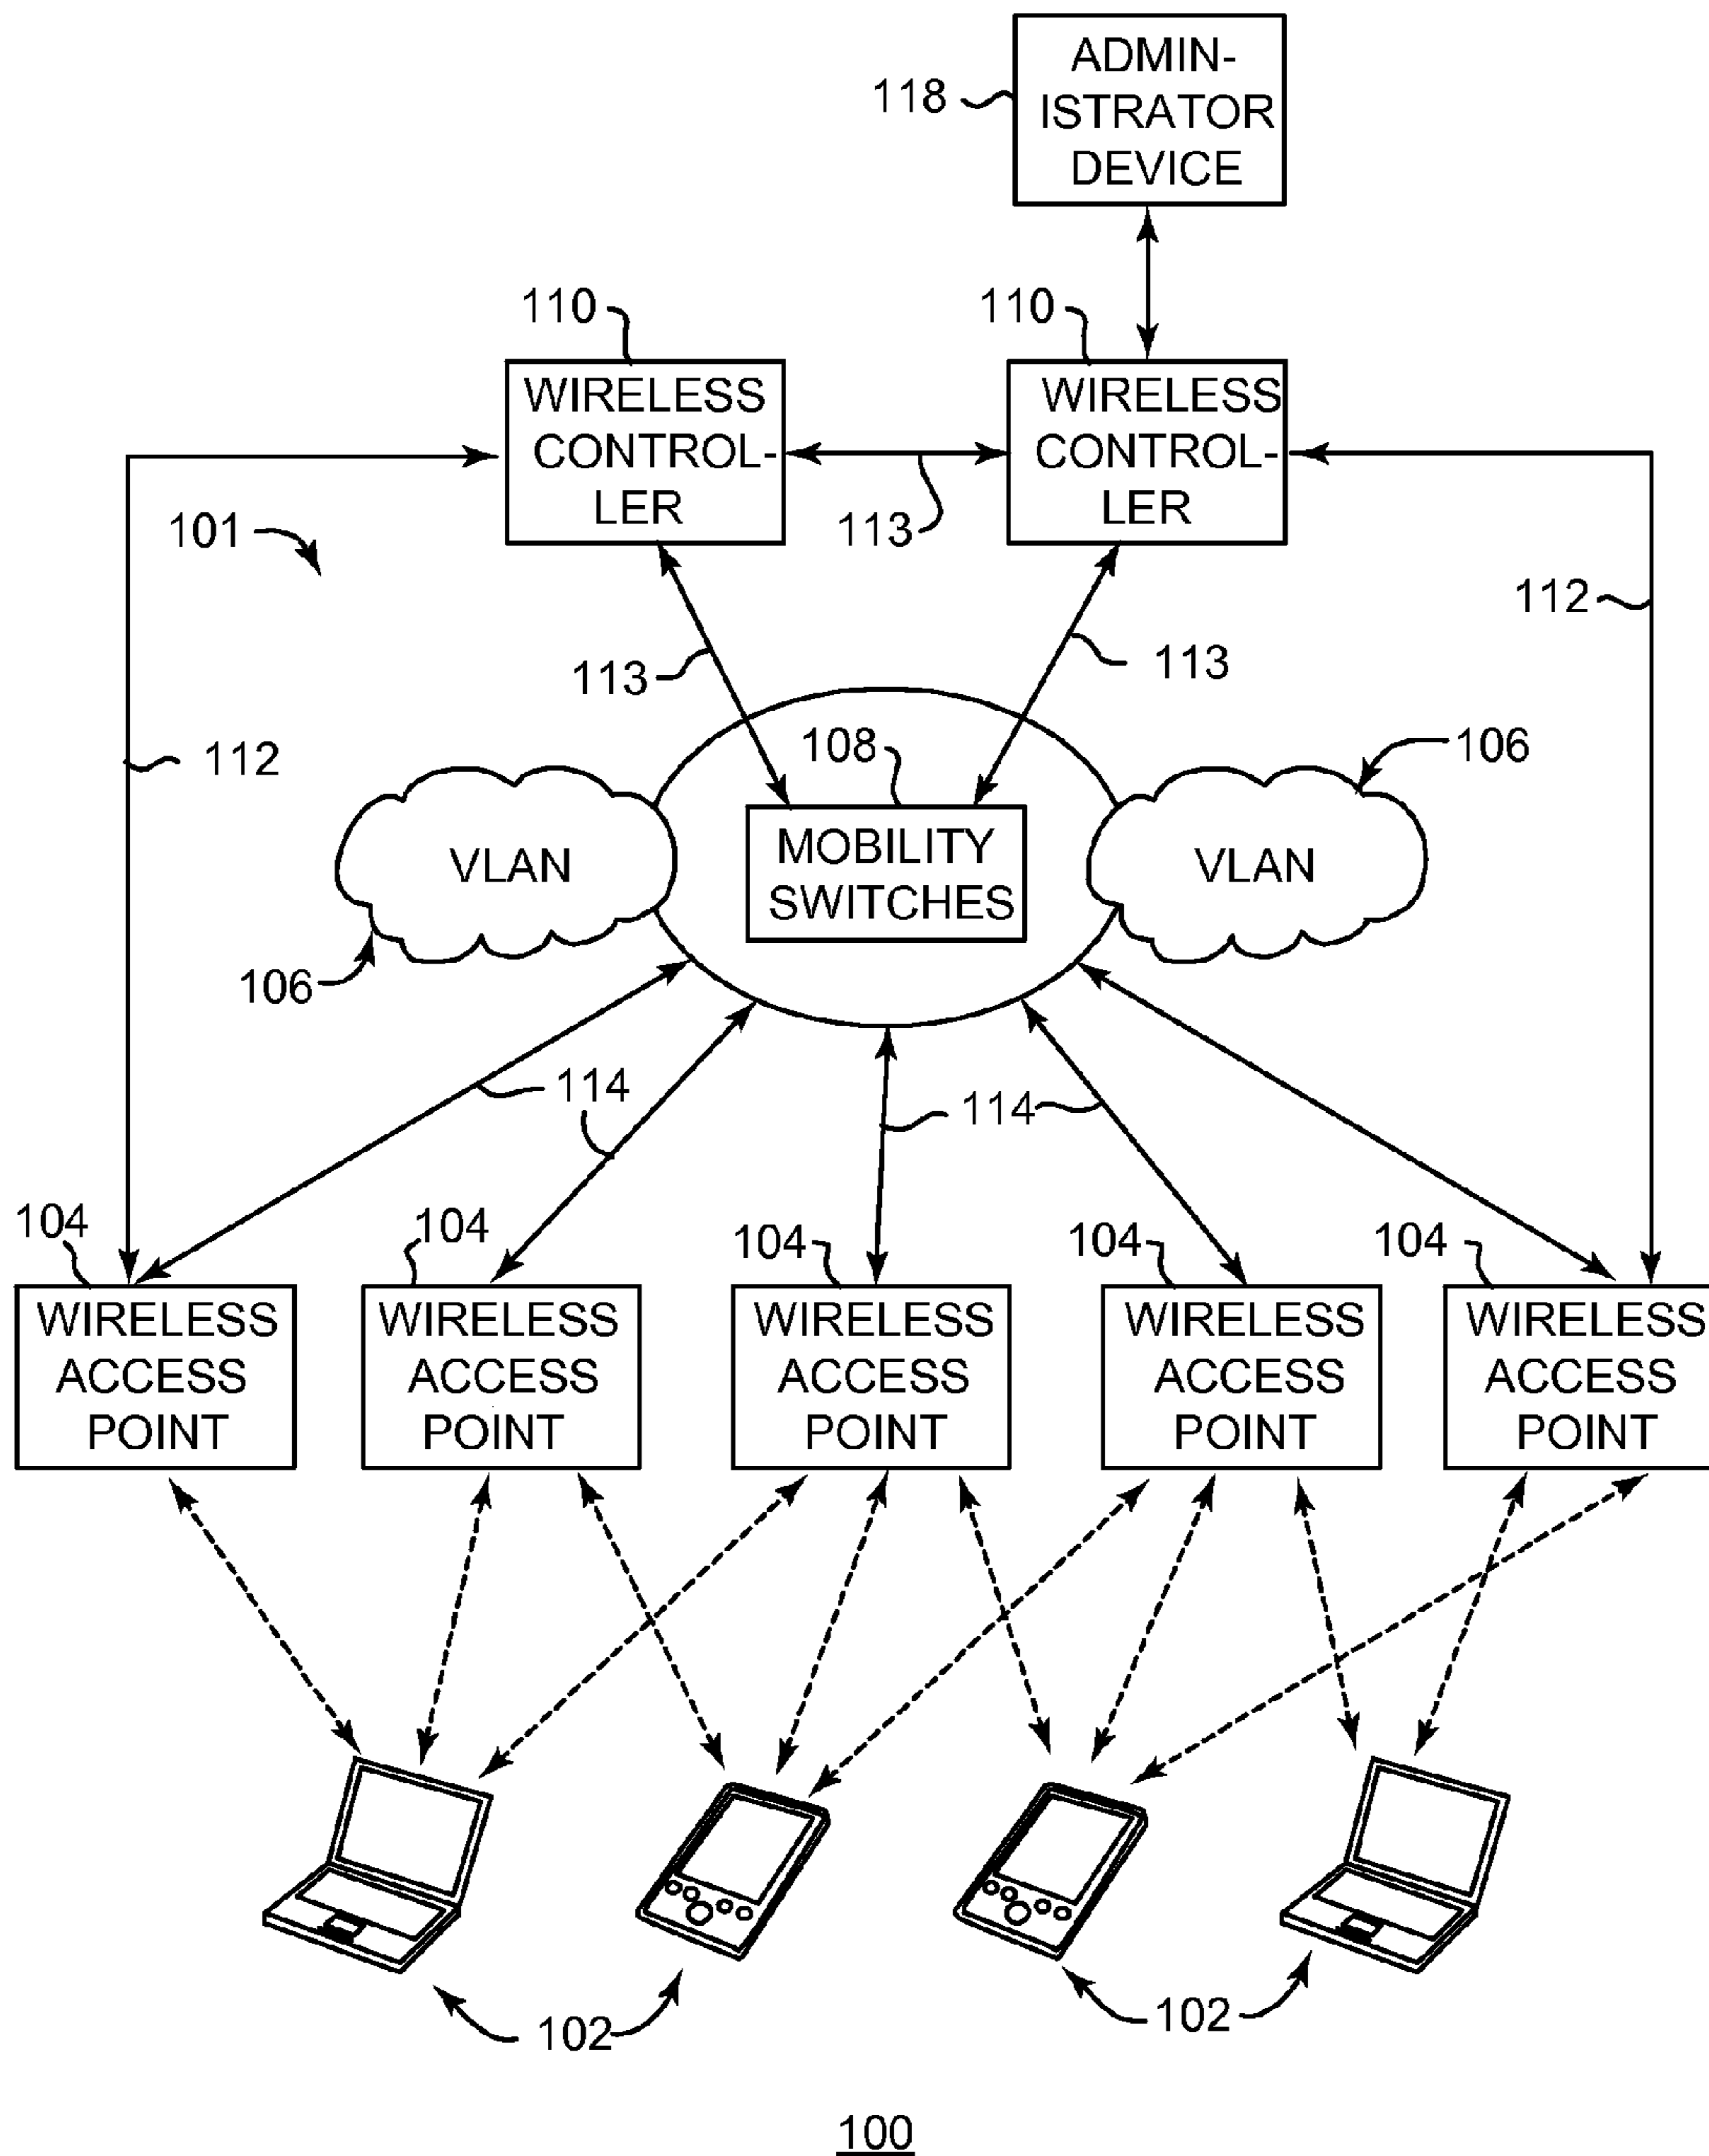 ADMIN-
ISTRATOR
DEVICE
118
110
110
WIRELESS
CONTROL-
LER
WIRELESS
CONTROL-
LER
113
101
112
113
113
112
108
106
VLAN
MOBILITY
SWITCHES
VLAN
106
114
114
104
104
104
104
104
WIRELESS
ACCESS
POINT
WIRELESS
ACCESS
POINT
WIRELESS
ACCESS
POINT
WIRELESS
ACCESS
POINT
WIRELESS
ACCESS
POINT
102
102
100